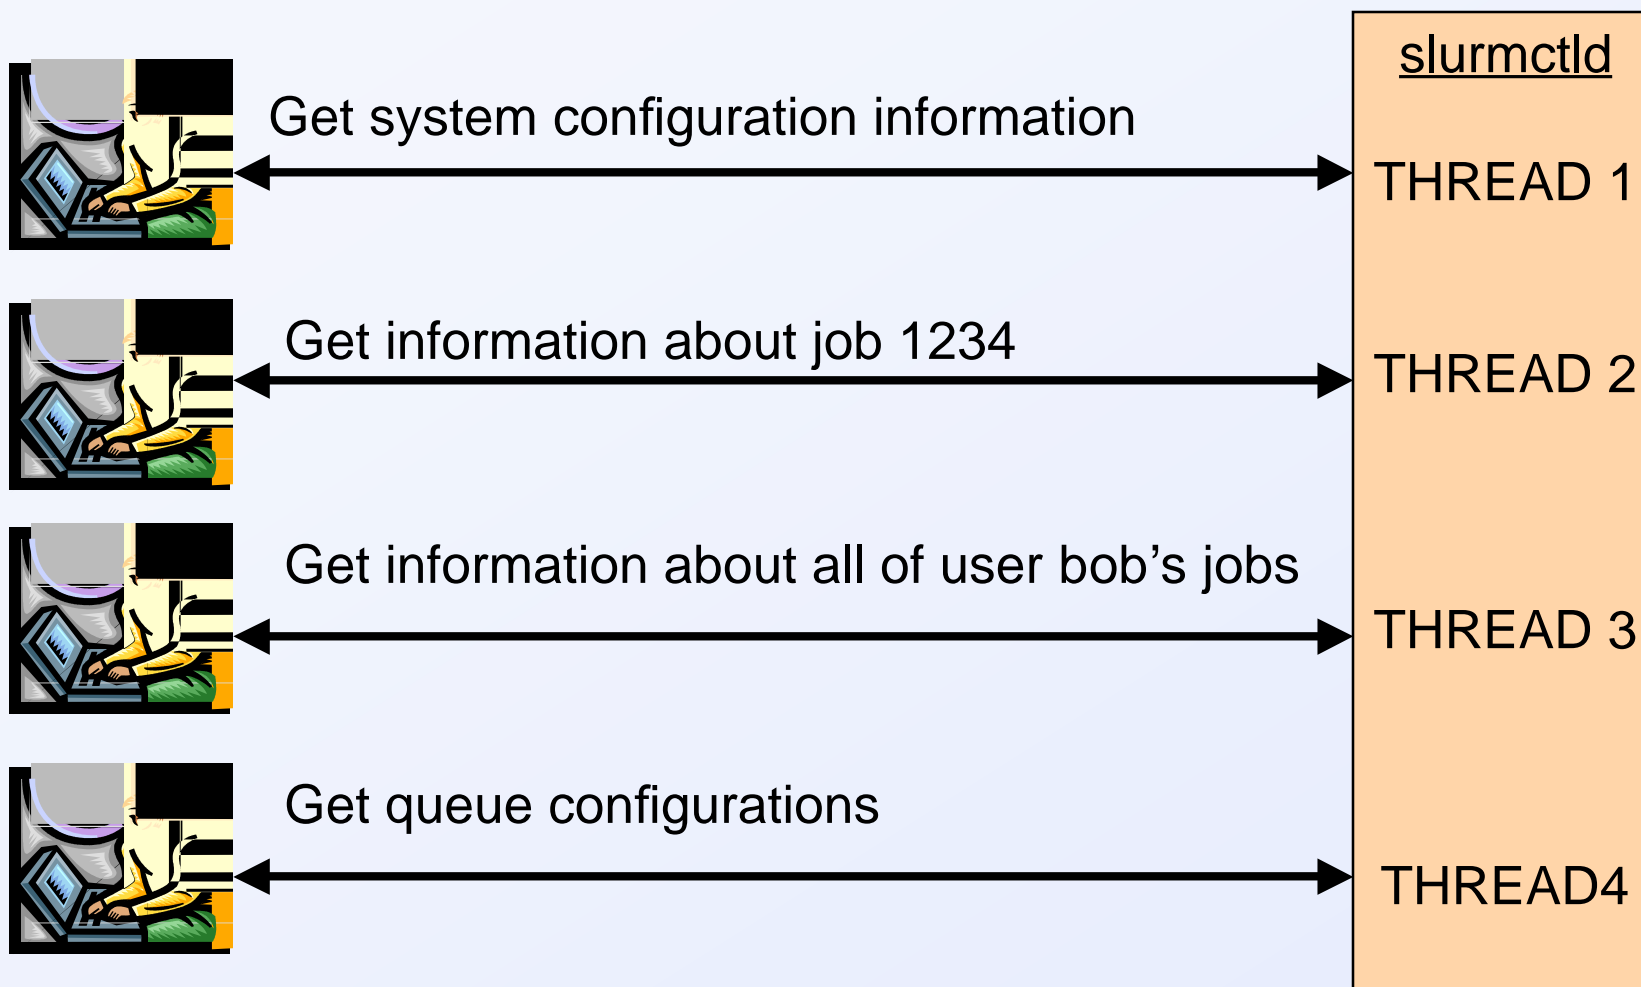 slurmctld
Get system configuration information
THREAD 1
Get information about job 1234
THREAD 2
Get information about all of user bob’s jobs
THREAD 3
Get queue configurations
THREAD4